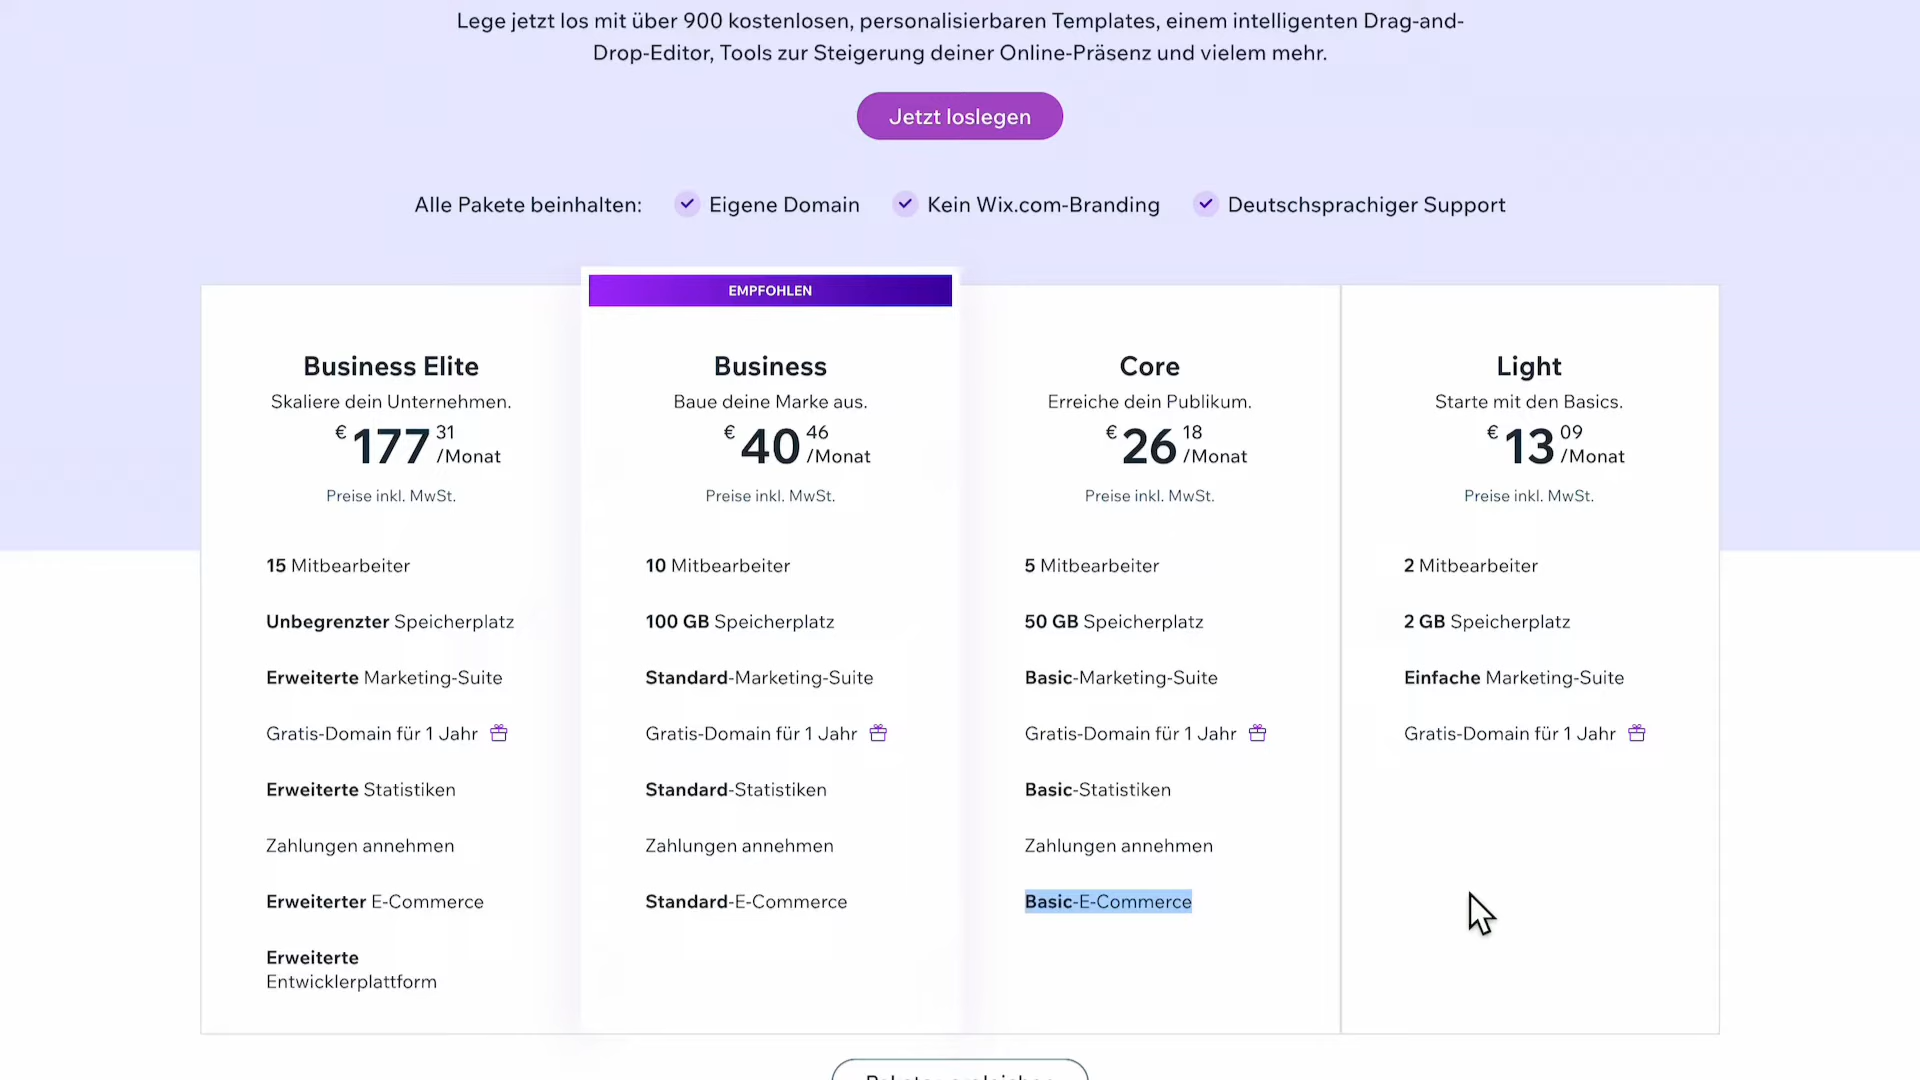 Lege jetzt los mit über 900 kostenlosen, personalisierbaren Templates, einem intelligenten Drag-and-
Drop-Editor, Tools zur Steigerung deiner Online-Präsenz und vielem mehr.
Jetzt loslegen
Alle Pakete beinhalten: Eigene Domain Kein Wix.com-Branding Deutschsprachiger Support
Business Elite
Skaliere dein Unternehmen.
€ 177 31 /Monat
Preise inkl. MwSt.
15 Mitbearbeiter
Unbegrenzter Speicherplatz
Erweiterte Marketing-Suite
Gratis-Domain für 1 Jahr
Erweiterte Statistiken
Zahlungen annehmen
Erweiterter E-Commerce
Erweiterte
Entwicklerplattform
EMPFOHLEN
Business
Baue deine Marke aus.
€ 40 46 /Monat
Preise inkl. MwSt.
10 Mitbearbeiter
100 GB Speicherplatz
Standard-Marketing-Suite
Gratis-Domain für 1 Jahr
Standard-Statistiken
Zahlungen annehmen
Standard-E-Commerce
Core
Erreiche dein Publikum.
€ 26 18 /Monat
Preise inkl. MwSt.
5 Mitbearbeiter
50 GB Speicherplatz
Basic-Marketing-Suite
Gratis-Domain für 1 Jahr
Basic-Statistiken
Zahlungen annehmen
Basic-E-Commerce
Light
Starte mit den Basics.
€ 13 09 /Monat
Preise inkl. MwSt.
2 Mitbearbeiter
2 GB Speicherplatz
Einfache Marketing-Suite
Gratis-Domain für 1 Jahr